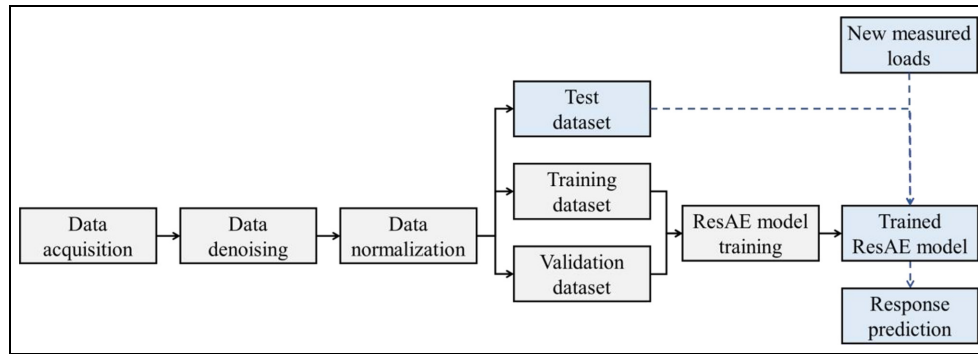 New measured
loads
Test
dataset
Training
dataset
Data
acquisition
Data
denoising
Data
normalization
ResAE model
training
Trained
ResAE model
Validation
dataset
Response
prediction